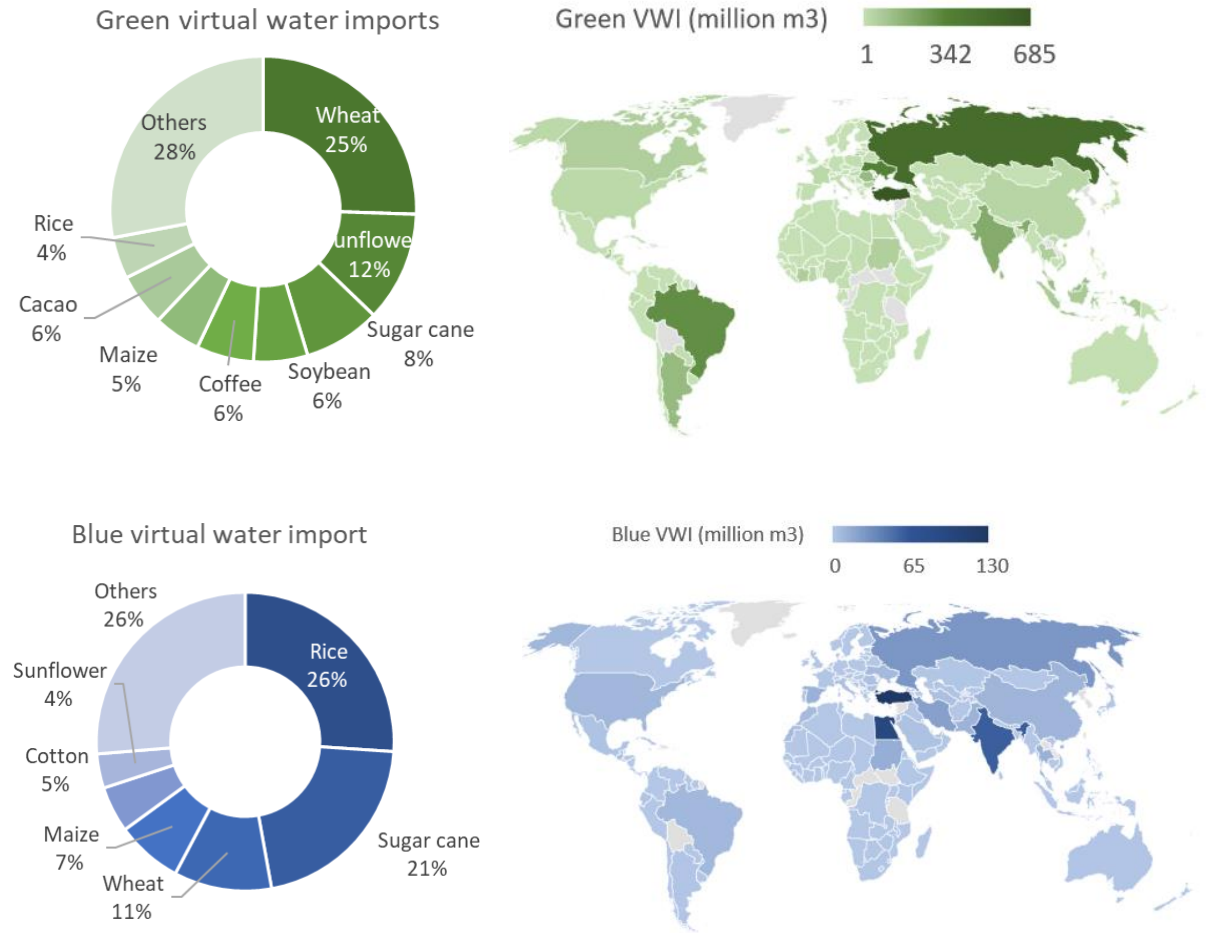 Green virtual water imports
Green VWI (million m3)
1 342 685
Wheat
25%
Others
28%
unflowe
12%
Rice
4%
Cacao
6%
Sugar cane
8%
Maize
5%
Soybean
6%
Coffee
6%
Blue virtual water import
Blue VWI (million m3)
0 65 130
Others
26%
Rice
26%
Sunflower
4%
Cotton
5%
Maize
7%
Sugar cane
21%
Wheat
11%